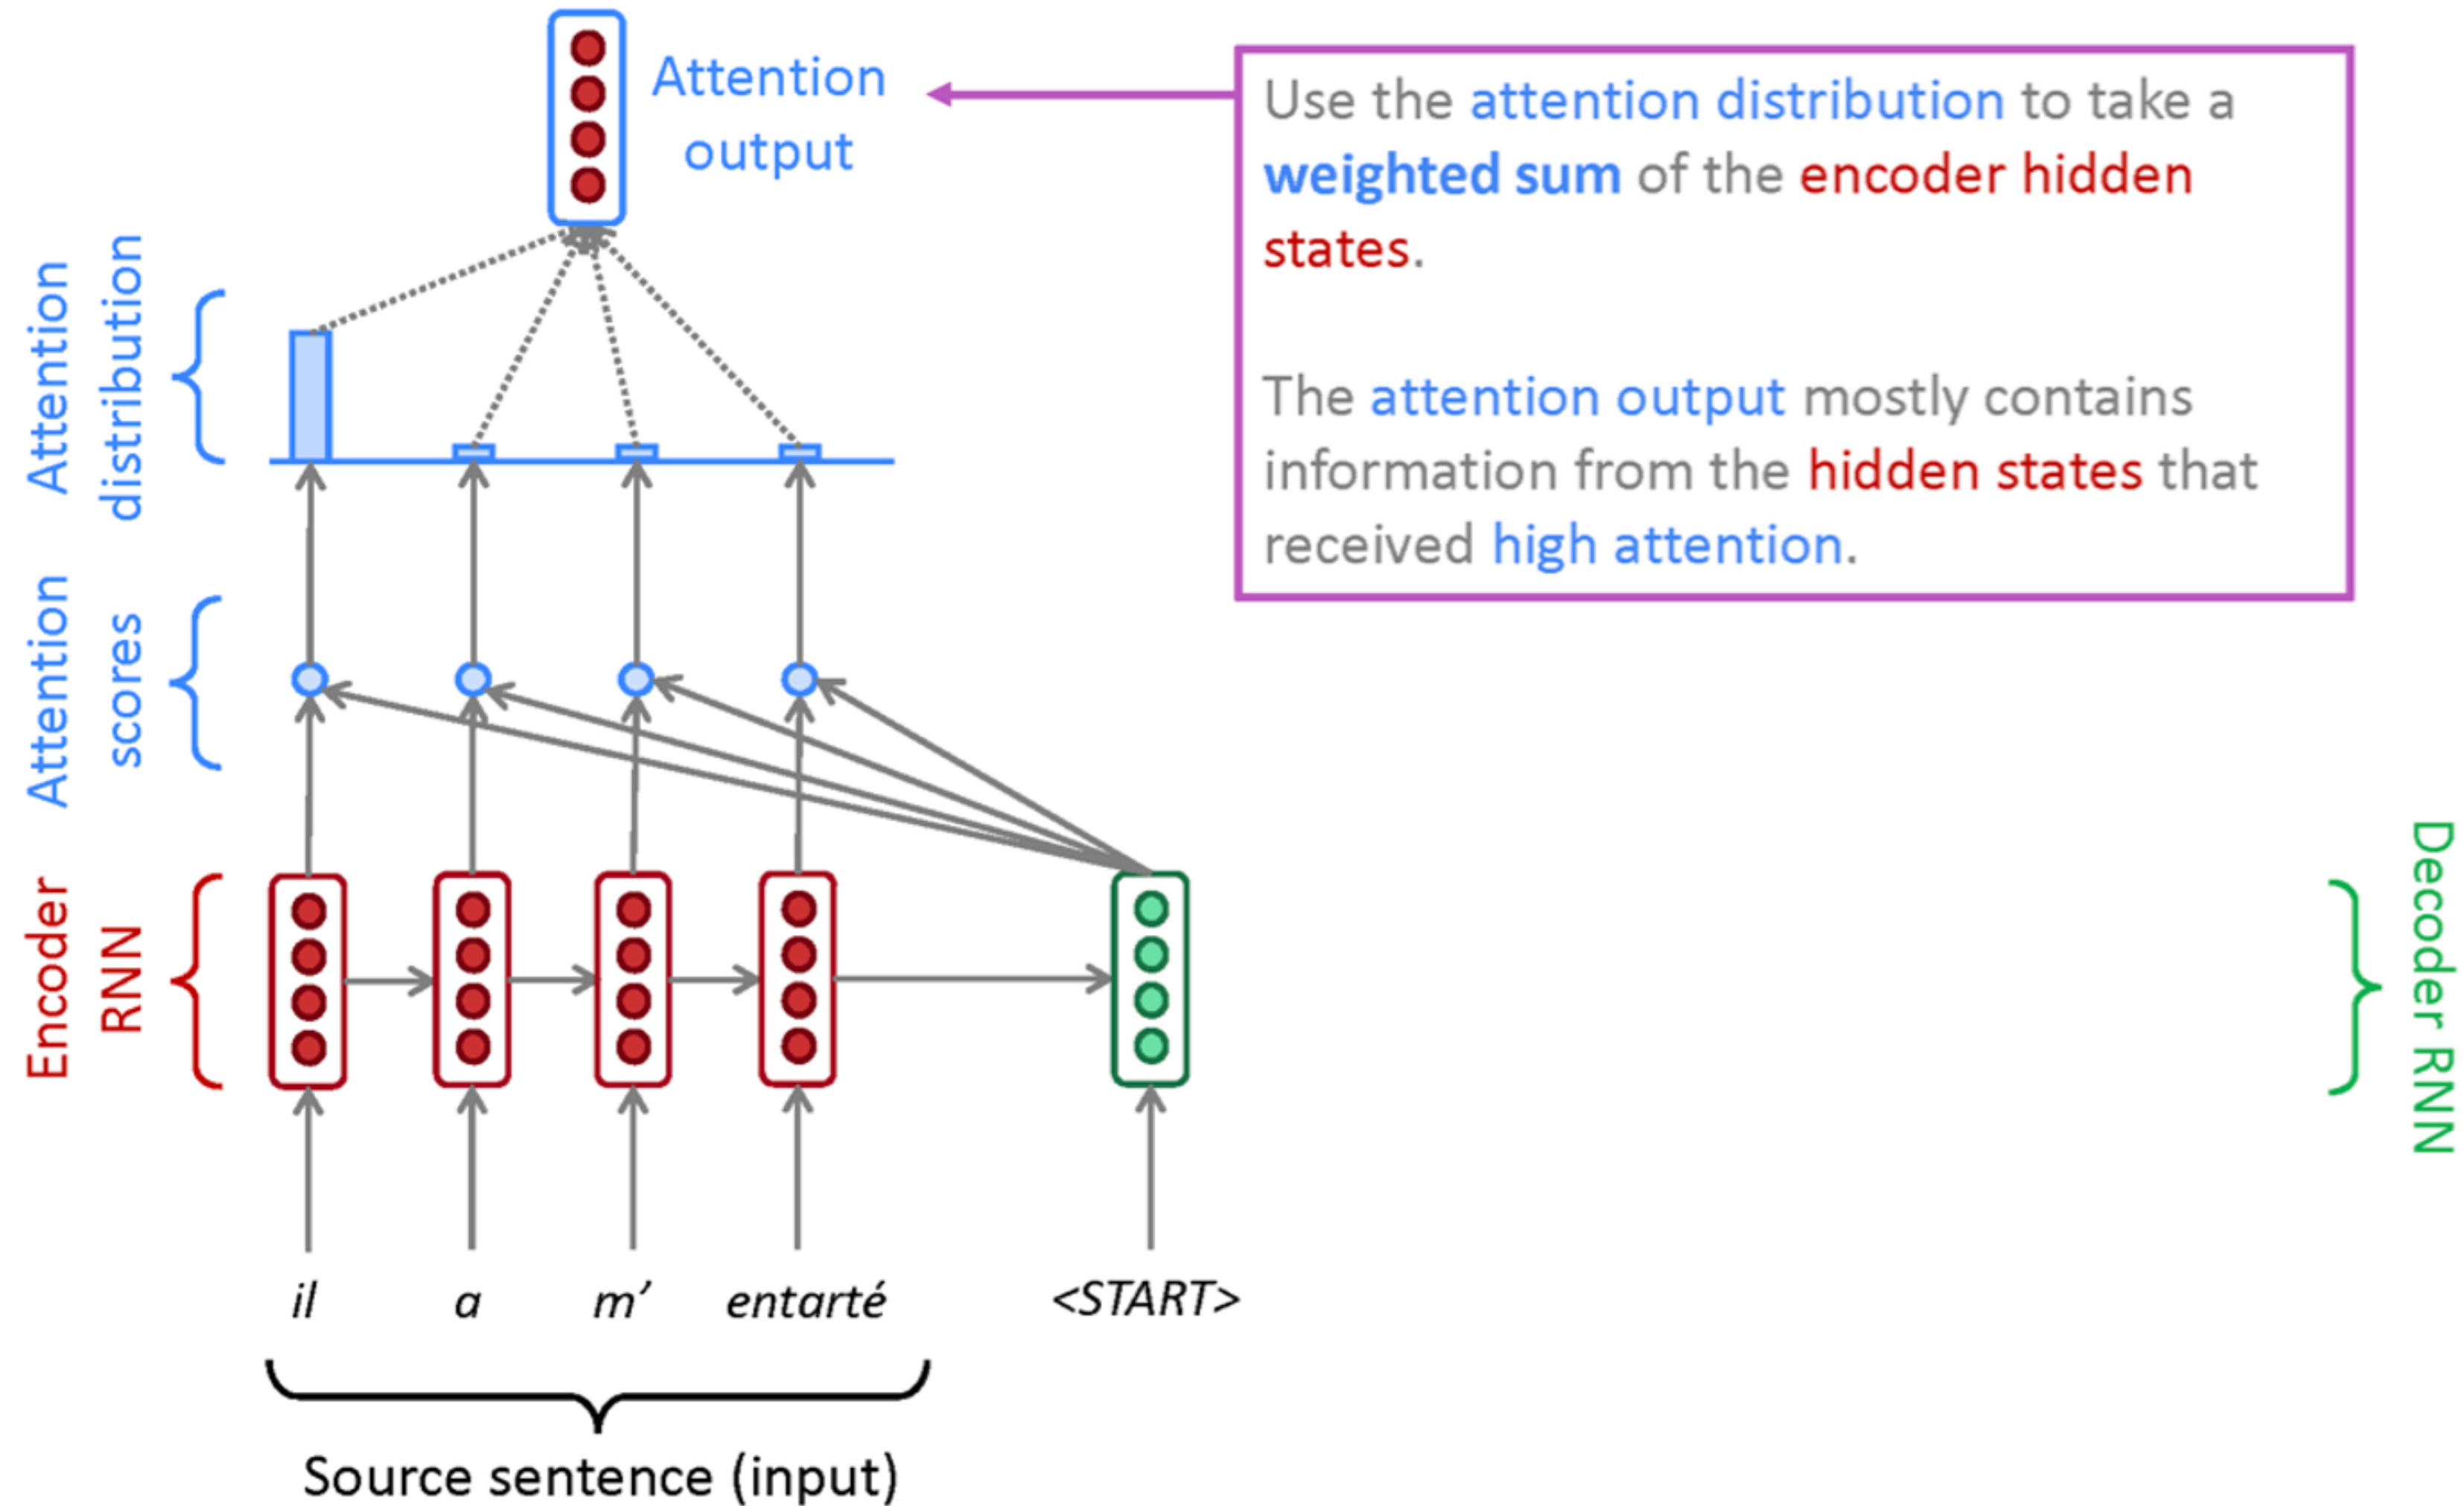 Attention
output
Use the attention distribution to take a
weighted sum of the encoder hidden
states.
The attention output mostly contains
information from the hidden states that
received high attention.
Attention
distribution
Attention
scores
Encoder
RNN
Decoder RNN
il a m’ entarté <START>
Source sentence (input)